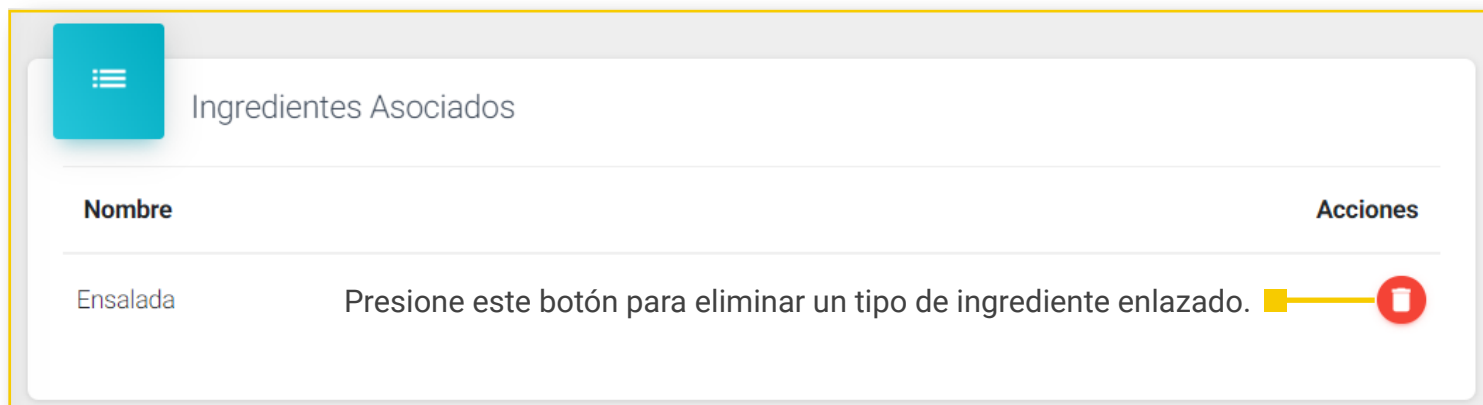 Ingredientes Asociados
Nombre Acciones
Ensalada Presione este botón para eliminar un tipo de ingrediente enlazado.